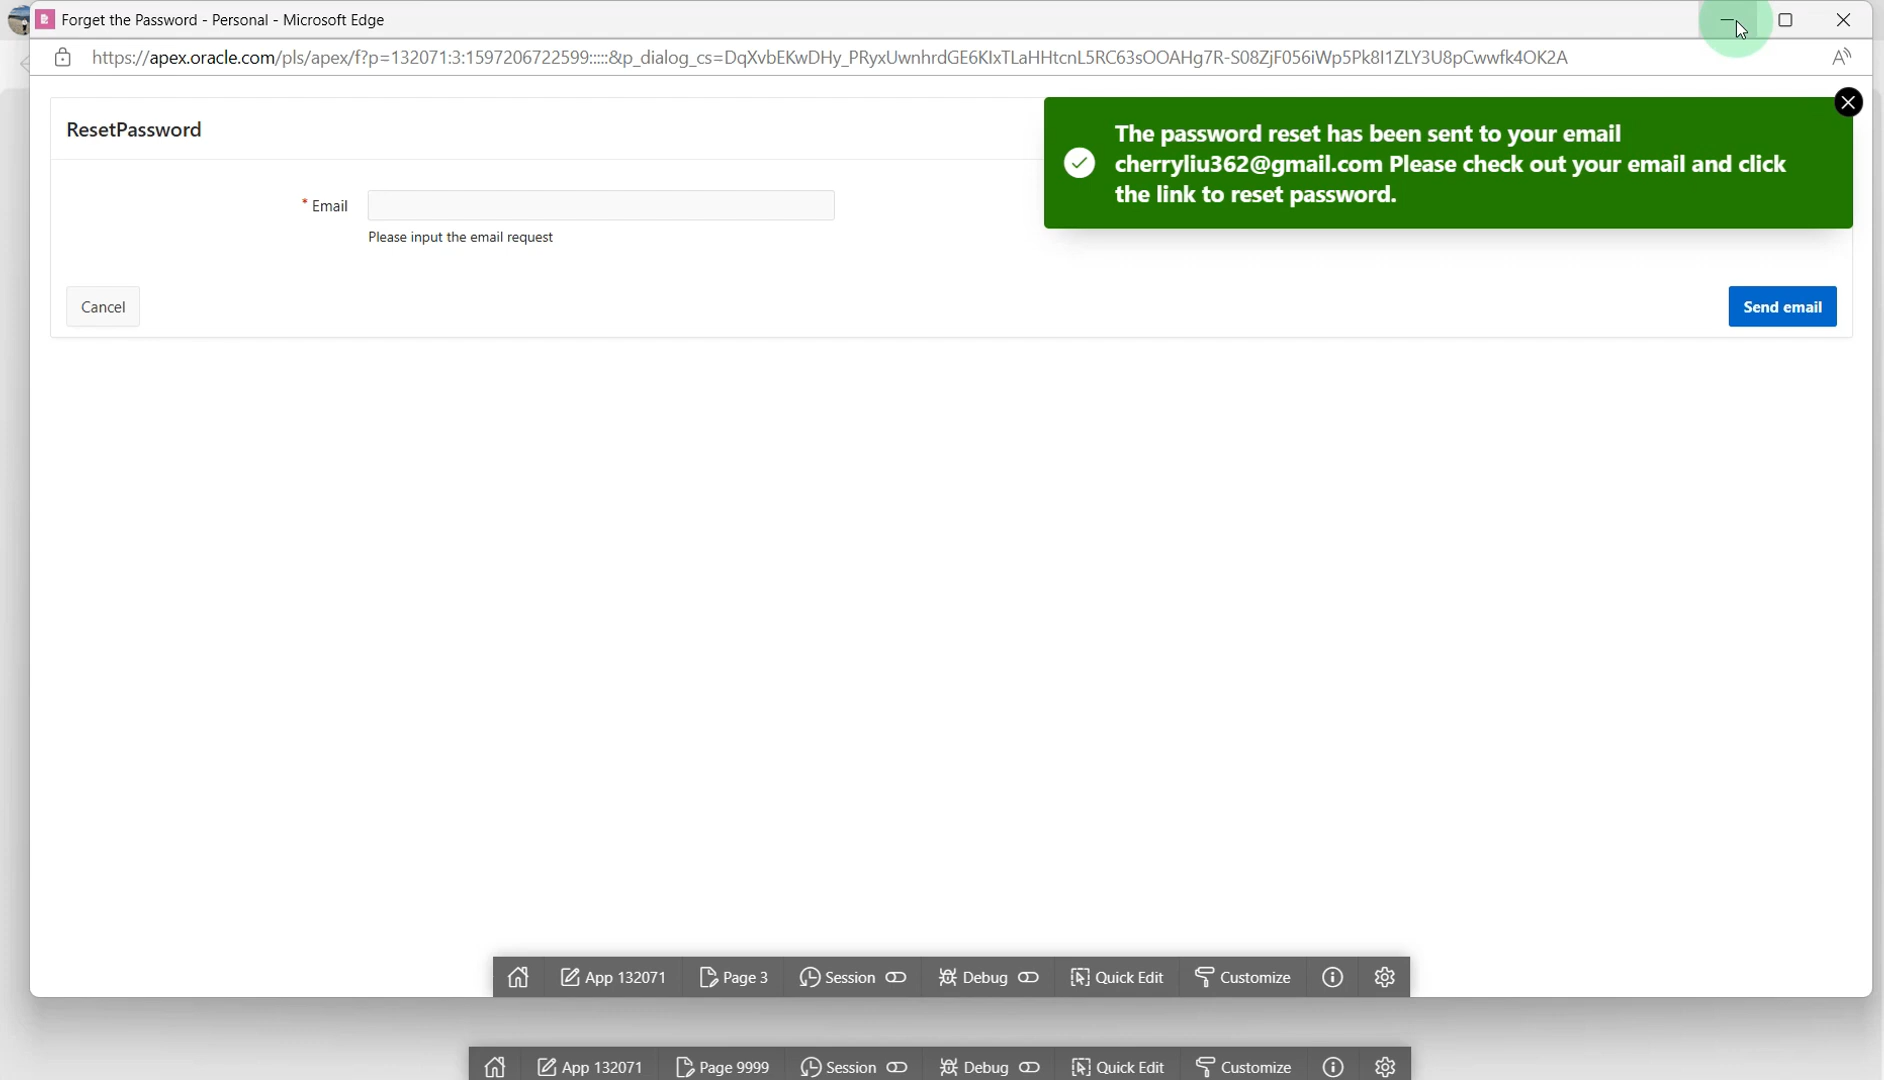 Forget the Password - Personal - Microsoft Edge
https://apex.oracle.com/pls/apex/f?p=132071:3:1597206722599:::::&p_dialog_cs=DqXvbEKwDHy_PRyxUwnhrdGE6KIxTLaHHtcnL5RC63sOOAHg7R-S08ZjF056iWp5Pk8I1ZLY3U8pCwwfk4OK2A
ResetPassword
The password reset has been sent to your email
cherryliu362@gmail.com Please check out your email and click
the link to reset password.
* Email
Please input the email request
Cancel
Send email
App 132071 Page 3 Session Debug Quick Edit Customize
App 132071 Page 9999 Session Debug Quick Edit Customize